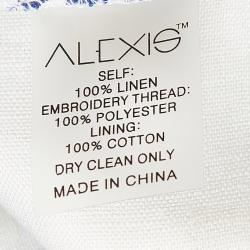 ALEXIS™
SELF:
100% LINEN
EMBROIDERY THREAD:
100% POLYESTER
LINING:
100% COTTON
DRY CLEAN ONLY
MADE IN CHINA